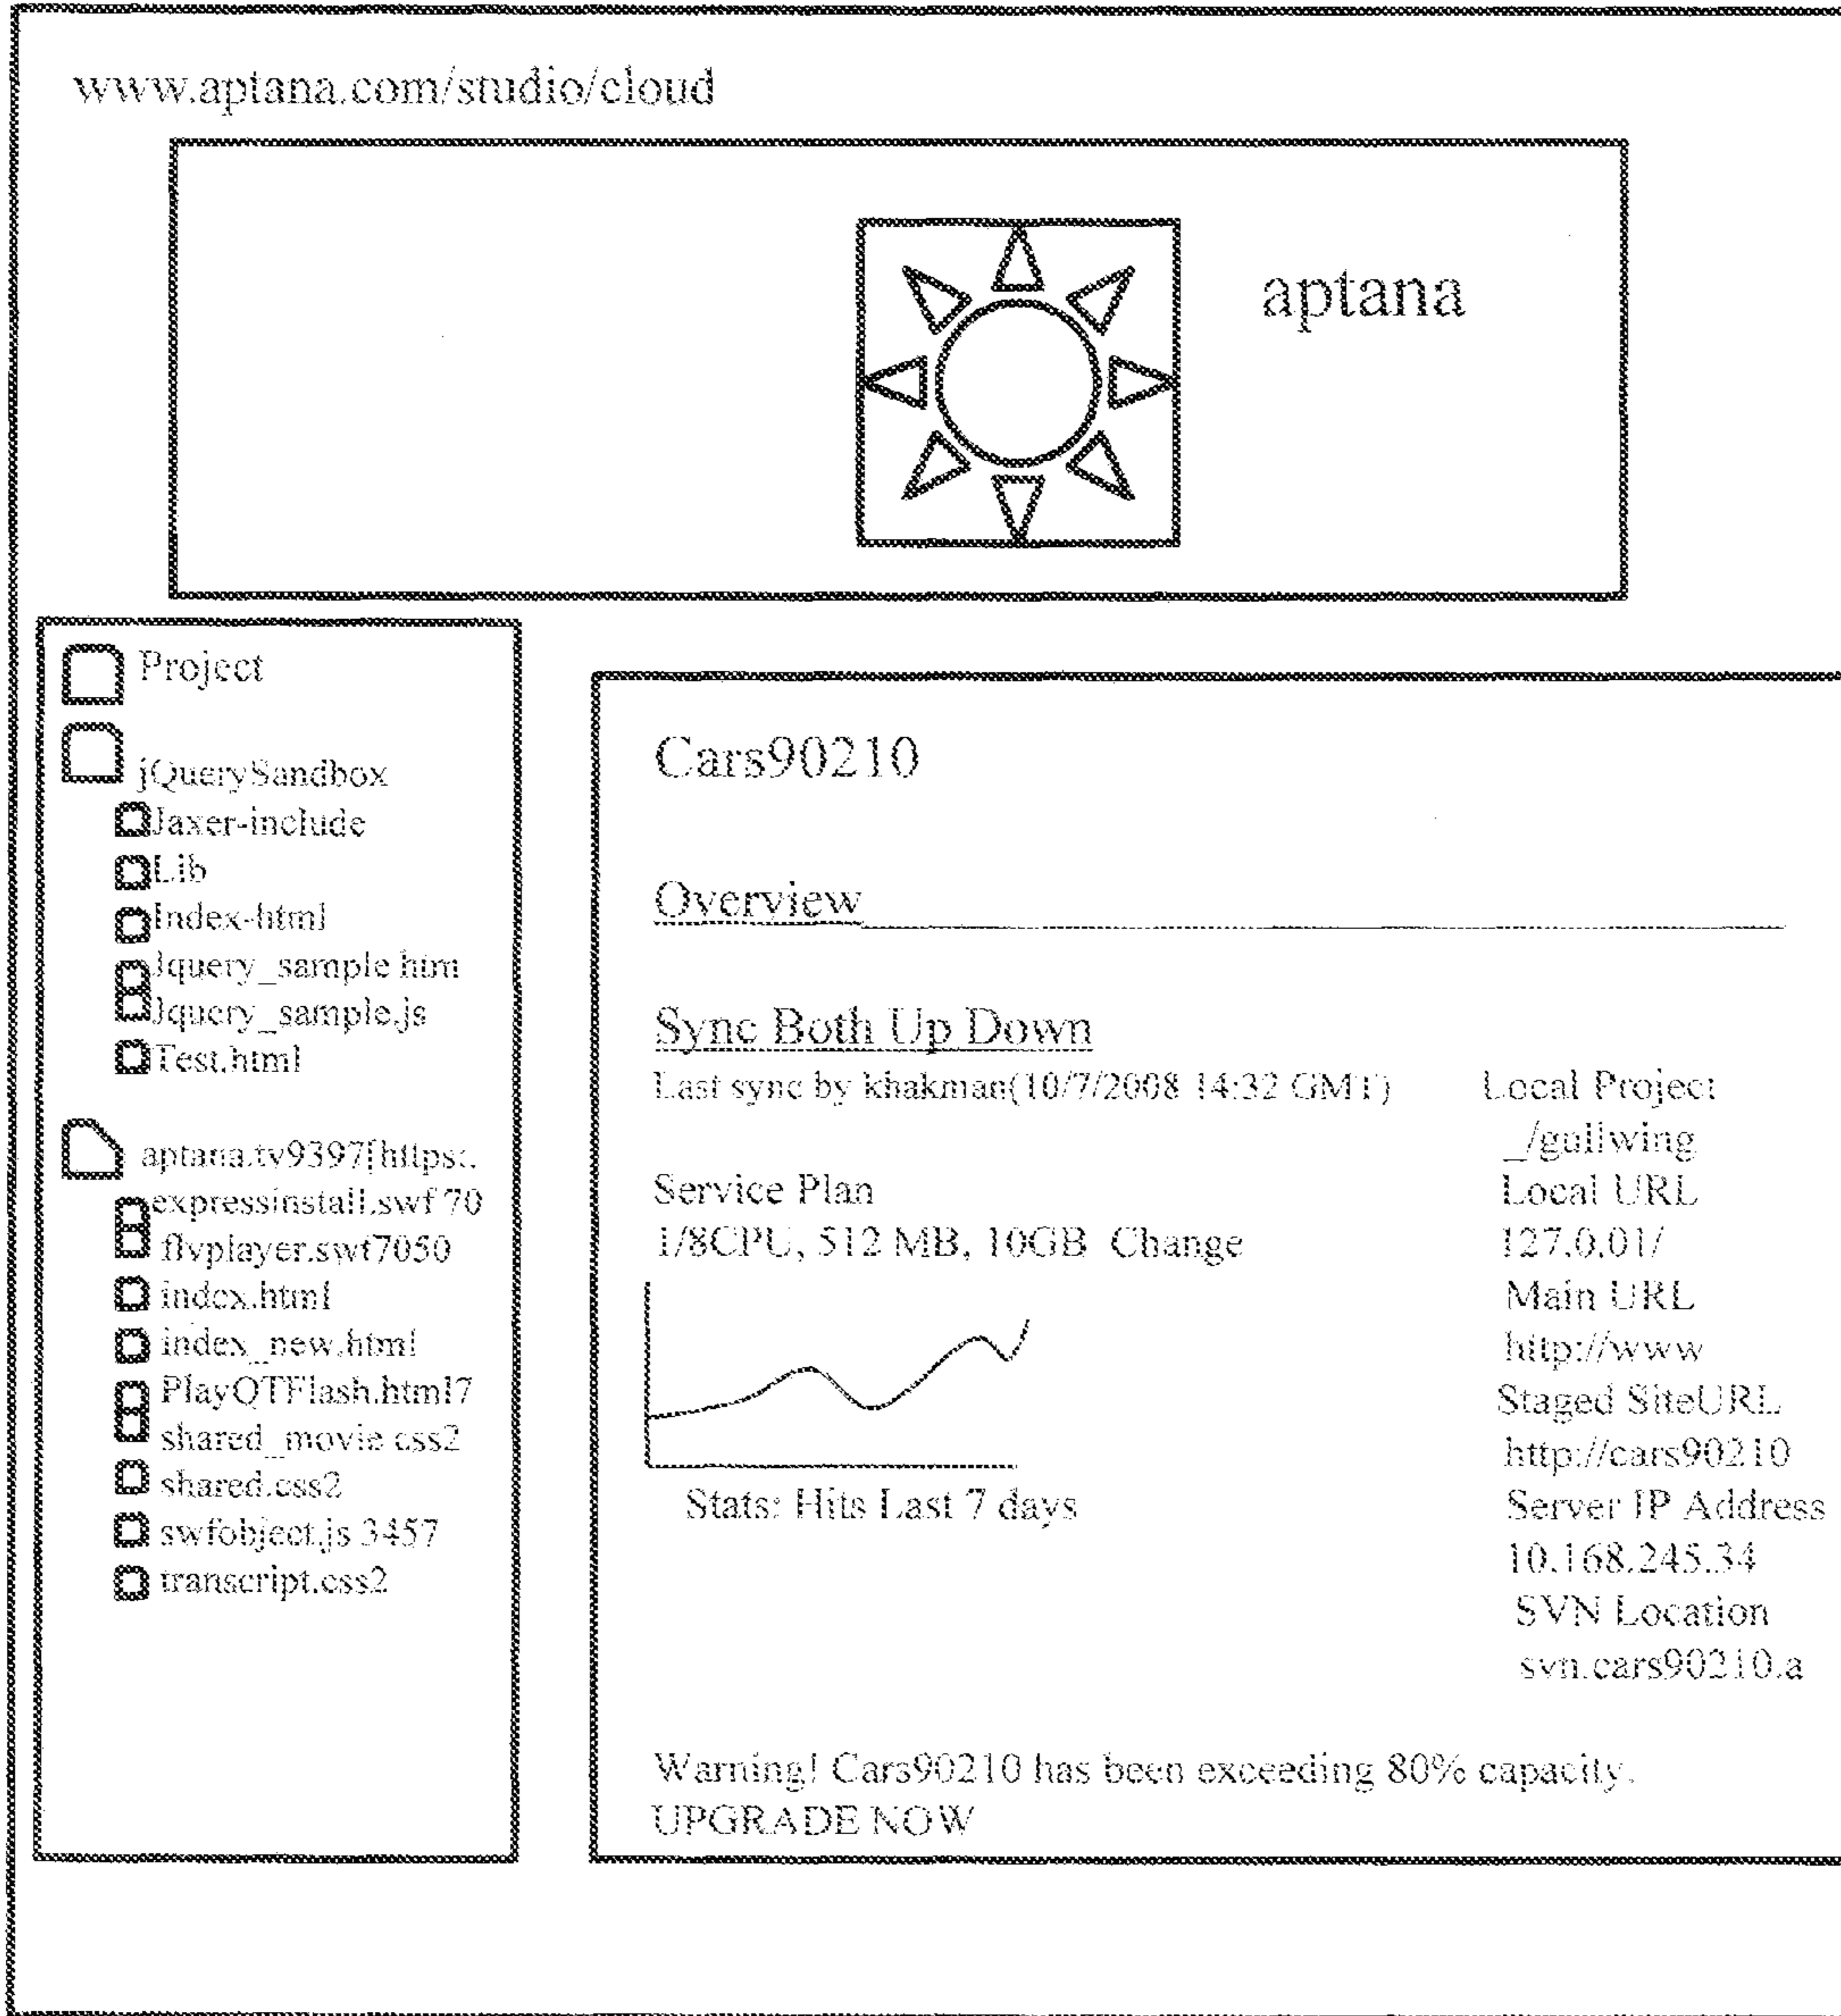 www.aptana.com/studio/cloud
aptana
Project
jQuerySandbox
Jaxer-include
Lib
Index-html
Jquery_sample htm
Jquery_sample.js
Test.html
aptana.tv9397[https:.
expressinstall.swf 70
flvplayer.swf7050
index.html
index_new.html
PlayQTFlash.html7
shared_movie css2
shared.css2
swfobject.js 3457
transcript.css2
Cars90210
Overview
Sync Both Up Down
Last sync by khakman(10/7/2008 14:32 GMT)
Service Plan
1/8CPU, 512 MB, 10GB Change
Stats: Hits Last 7 days
Local Project
_/gullwing
Local URL
127.0.01/
Main URL
http://www
Staged SiteURL
http://cars90210
Server IP Address
10.168.245.34
SVN Location
svn.cars90210.a
Warning! Cars90210 has been exceeding 80% capacity.
UPGRADE NOW